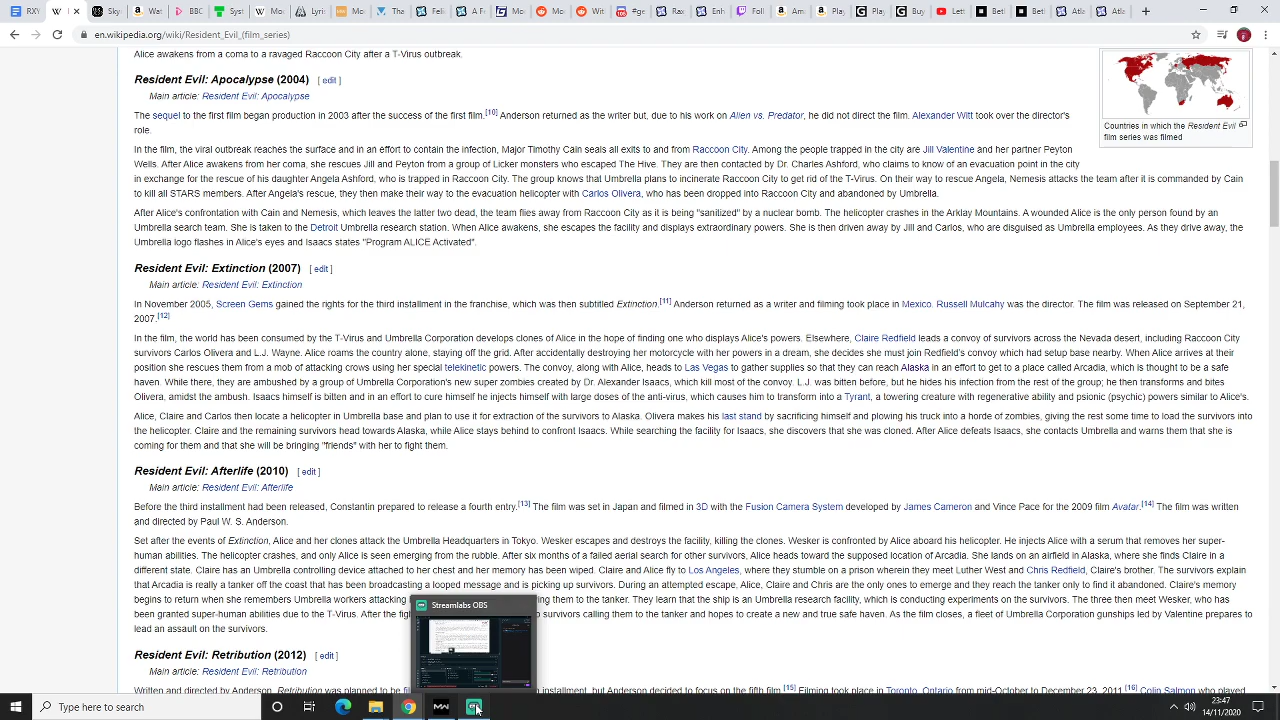 RXY
W
Sky
a Wa
BBC
Spr
W
Urb
Mo
Tha
Feli
A Fe
Mo
Mo
Wit
Ege
Rax
Enh
Foll
Am
Play
Play
Buy
Lett
Betl
Bet
Atla
Atla
en.wikipedia.org/wiki/Resident_Evil_(film_series)
Alice awakens from a coma to a ravaged Raccoon City after a T-Virus outbreak.
Resident Evil: Apocalypse (2004) [ edit ]
Main article: Resident Evil: Apocalypse
The sequel to the first film began production in 2003 after the success of the first film.[10] Anderson returned as the writer but, due to his work on Alien vs. Predator, he did not direct the film. Alexander Witt took over the director's
role.
In the film, the viral outbreak reaches the surface and in an effort to contain the infection, Major Timothy Cain seals all exits to and from Raccoon City. Among the people trapped in the city are Jill Valentine and her partner Peyton
Wells. After Alice awakens from her coma, she rescues Jill and Peyton from a group of Licker monsters who escaped The Hive. They are then contacted by Dr. Charles Ashford, who claims to know of an evacuation point in the city
in exchange for the rescue of his daughter Angela Ashford, who is trapped in Raccoon City. The group knows that Umbrella plans to incinerate Raccoon City to get rid of the T-Virus. On their way to rescue Angela, Nemesis attacks the team after it is commanded by Cain
to kill all STARS members. After Angela's rescue, they then make their way to the evacuation helicopter with Carlos Olivera, who has been dropped into Raccoon City and abandoned by Umbrella.
After Alice's confrontation with Cain and Nemesis, which leaves the latter two dead, the team flies away from Raccoon City as it is being "sanitized" by a nuclear bomb. The helicopter crashes in the Arklay Mountains. A wounded Alice is the only person found by an
Umbrella search team. She is taken to the Detroit Umbrella research station. When Alice awakens, she escapes the facility and displays extraordinary powers. She is then driven away by Jill and Carlos, who are disguised as Umbrella employees. As they drive away, the
Umbrella logo flashes in Alice's eyes and Isaacs states "Program ALICE Activated".
Countries in which the Resident Evil
film series was filmed
Resident Evil: Extinction (2007) [ edit ]
Main article: Resident Evil: Extinction
In November 2005, Screen Gems gained the rights for the third installment in the franchise, which was then subtitled Extinction.[11] Anderson returned as a writer and filming took place in Mexico. Russell Mulcahy was the director. The film was released on September 21,
2007.[12]
In the film, the world has been consumed by the T-Virus and Umbrella Corporation develops clones of Alice in the hope of finding one who displays Alice's powers. Elsewhere, Claire Redfield leads a convoy of survivors across the Nevada desert, including Raccoon City
survivors Carlos Olivera and L.J. Wayne. Alice roams the country alone, staying off the grid. After accidentally destroying her motorcycle with her powers in a dream, she decides she must join Redfield's convoy which had setup base nearby. When Alice arrives at their
position she rescues them from a mob of attacking crows using her special telekinetic powers. The convoy, along with Alice, heads to Las Vegas to gather supplies so that they can reach Alaska in an effort to get to a place called Arcadia, which is thought to be a safe
haven. While there, they are ambushed by a group of Umbrella Corporation's new super zombies created by Dr. Alexander Isaacs, which kill most of the convoy. L.J. was bitten before, but he hides his infection from the rest of the group; he then transforms and bites
Olivera, amidst the ambush. Isaacs himself is bitten and in an effort to cure himself he injects himself with large doses of the anti-virus, which causes him to transform into a Tyrant, a towering creature with regenerative ability and psionic (psychic) powers similar to Alice's.
Alice, Claire and Carlos then locate a helicopter in Umbrella base and plan to use it for extraction of the survivors to Alaska. Olivera makes his last stand by sacrificing himself and plowing his truck into a horde of zombies, giving the rest some time to load the survivors into
the helicopter. Claire and the remaining survivors head towards Alaska, while Alice stays behind to confront Isaacs. While searching the facility for Isaacs, she discovers that she was cloned. After Alice defeats Isaacs, she contacts Umbrella and warns them that she is
coming for them and that she will be bringing "friends" with her to fight them.
Resident Evil: Afterlife (2010) [ edit ]
Main article: Resident Evil: Afterlife
Before the third installment had been released, Constantin prepared to release a fourth entry.[13] The film was set in Japan and filmed in 3D with the Fusion Camera System developed by James Cameron and Vince Pace for the 2009 film Avatar.[14] The film was written
and directed by Paul W. S. Anderson.
Set after the events of Extinction, Alice and her clones attack the Umbrella Headquarters in Tokyo. Wesker escapes and destroys the facility, killing the clones. Wesker is confronted by Alice aboard his helicopter. He injects Alice with a serum that removes her super-
human abilities. The helicopter crashes, and only Alice is seen emerging from the rubble. After six months of a failed aerial search for other survivors, Alice heads toward the supposed location of Arcadia. She lands on an airfield in Alaska, where she finds Claire in a
different state. Claire has an Umbrella controlling device attached to her chest and her memory has been wiped. Claire and Alice fly to Los Angeles, where they stumble on a prison wherein they meet Luther West and Chris Redfield, Claire's brother. The survivors explain
that Arcadia is really a tanker off the coast that has been broadcasting a looped message and is picking up survivors. During an attempted escape, Alice, Claire and Chris are the only ones to emerge and they reach the tanker only to find it abandoned. Claire's memory
begins to return when she remembers Umbrella workers attacking them to the tanker. They learn that the ship is an Umbrella research facility, which is conducting experiments on the survivors. The three meet Wesker, who has
been granted super-human abilities due to the T-Virus. After the to survivors calling them to the tanker and hopes to create a new and true safe haven. As she does, a fleet of Umbrella Corporation gunships led by Jill Valentine, who seems to
lead an assault upon the survivors.
Streamlabs OBS
Resident Evil: Retribution (2012) [ edit ]
installment but Anderson chose to focus on the fifth film.[15] Filming
Toronto, Ontario from mid-October to December
Type here to search
23:47
14/11/2020